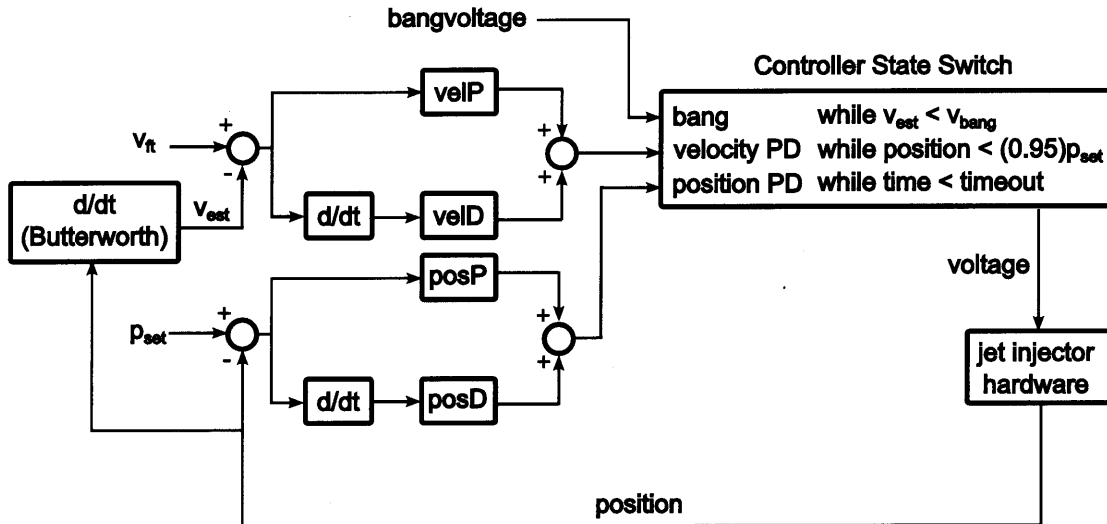 bangvoltage
Controller State Switch
bang while v_est < v_bang
velocity PD while position < (0.95)p_set
position PD while time < timeout
velP
+
v_ft
-
+
+
d/dt
(Butterworth)
v_est
d/dt
velD
posP
+
p_set
-
+
+
d/dt
posD
voltage
jet injector
hardware
position